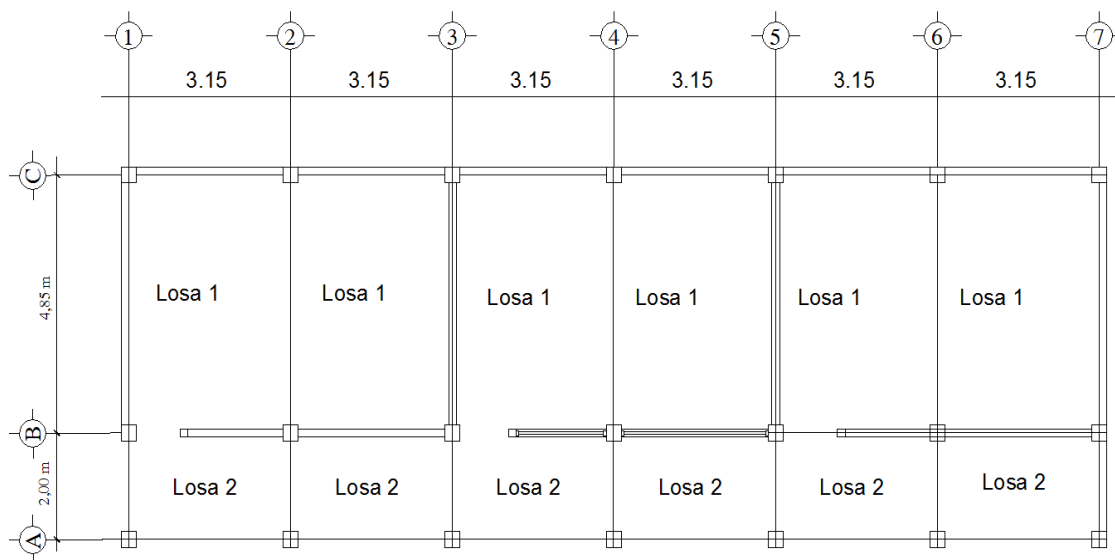 1 2 3 4 5 6 7
3.15 3.15 3.15 3.15 3.15 3.15
C
4,85 m
Losa 1 Losa 1 Losa 1 Losa 1 Losa 1 Losa 1
B
2,00 m
Losa 2 Losa 2 Losa 2 Losa 2 Losa 2 Losa 2
A